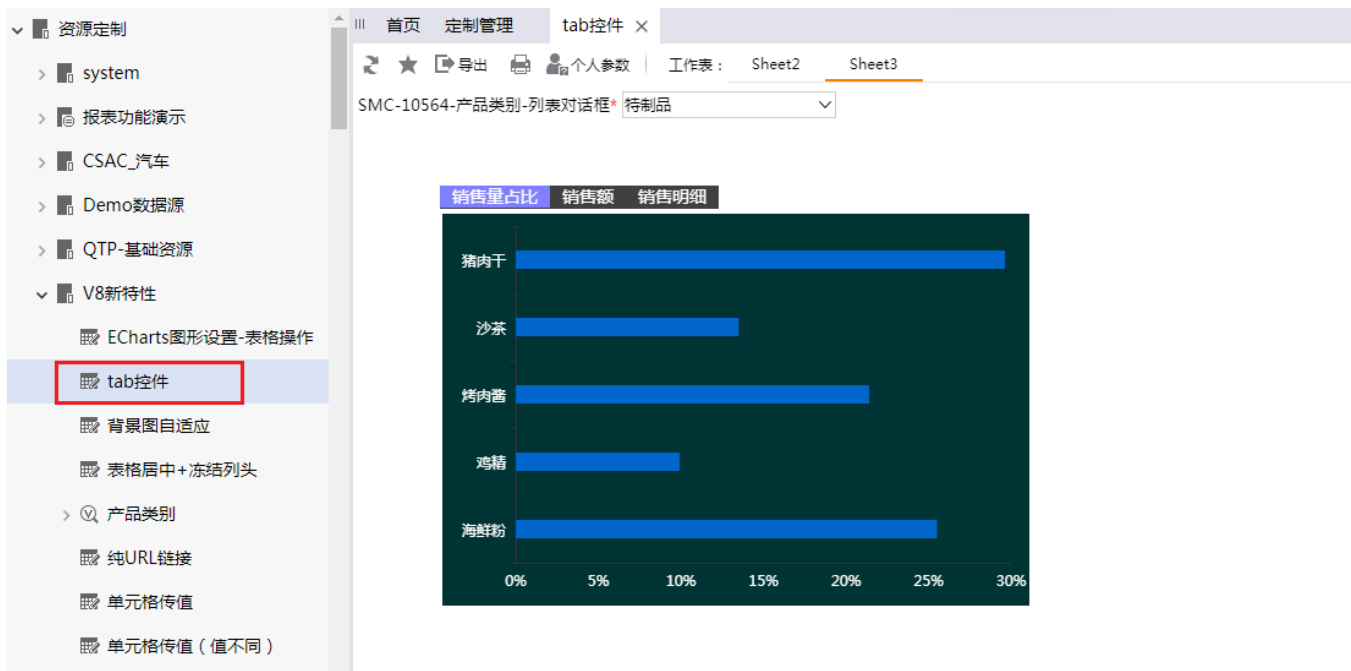 资源定制
system
报表功能演示
CSAC_汽车
Demo数据源
QTP-基础资源
V8新特性
ECharts图形设置-表格操作
tab控件
背景图自适应
表格居中+冻结列头
产品类别
纯URL链接
单元格传值
单元格传值（值不同）
首页 定制管理 tab控件
导出 个人参数 工作表： Sheet2 Sheet3
SMC-10564-产品类别-列表对话框* 特制品
销售量占比 销售额 销售明细
猪肉干
沙茶
烤肉酱
鸡精
海鲜粉
0% 5% 10% 15% 20% 25% 30%